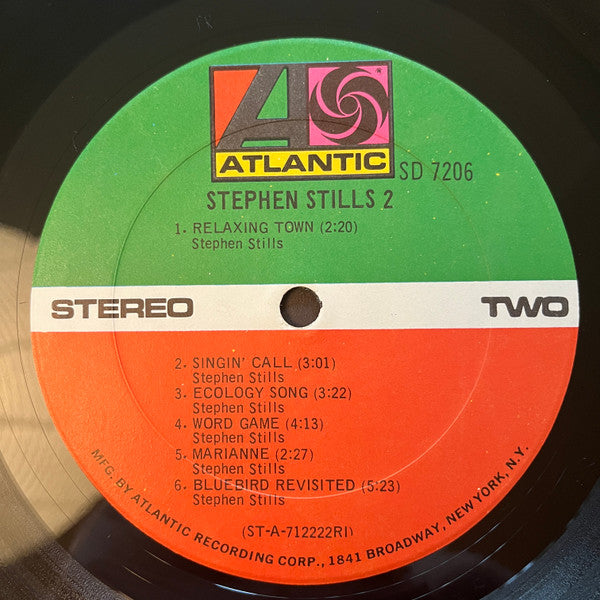 ATLANTIC
SD 7206
STEPHEN STILLS 2
1. RELAXING TOWN (2:20)
Stephen Stills
STEREO
TWO
2. SINGIN' CALL (3:01)
Stephen Stills
3. ECOLOGY SONG (3:22)
Stephen Stills
4. WORD GAME (4:13)
Stephen Stills
5. MARIANNE (2:27)
Stephen Stills
6. BLUEBIRD REVISITED (5:23)
Stephen Stills
(ST-A-712222RI)
MFG. BY ATLANTIC RECORDING CORP., 1841 BROADWAY, NEW YORK, N.Y.